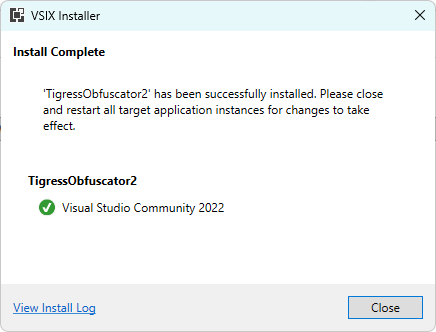 VSIX Installer
Install Complete
'TigressObfuscator2' has been successfully installed. Please close
and restart all target application instances for changes to take
effect.
TigressObfuscator2
Visual Studio Community 2022
View Install Log
Close